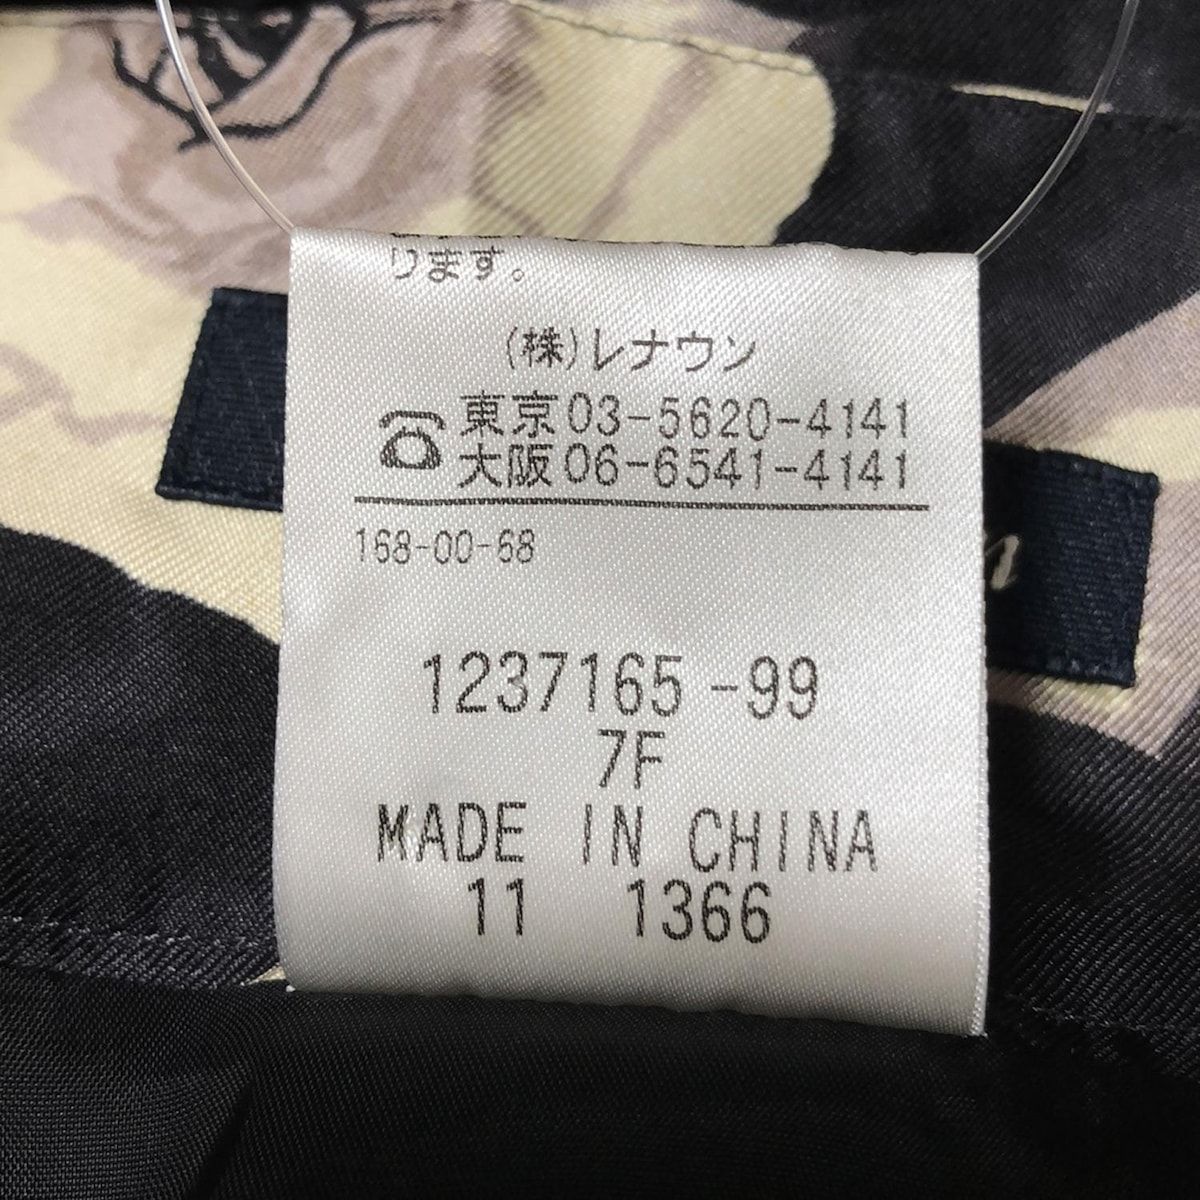 ります。
(株)レナウン
東京03-5620-4141
大阪06-6541-4141
168-00-68
1237165-99
7F
MADE IN CHINA
11 1366